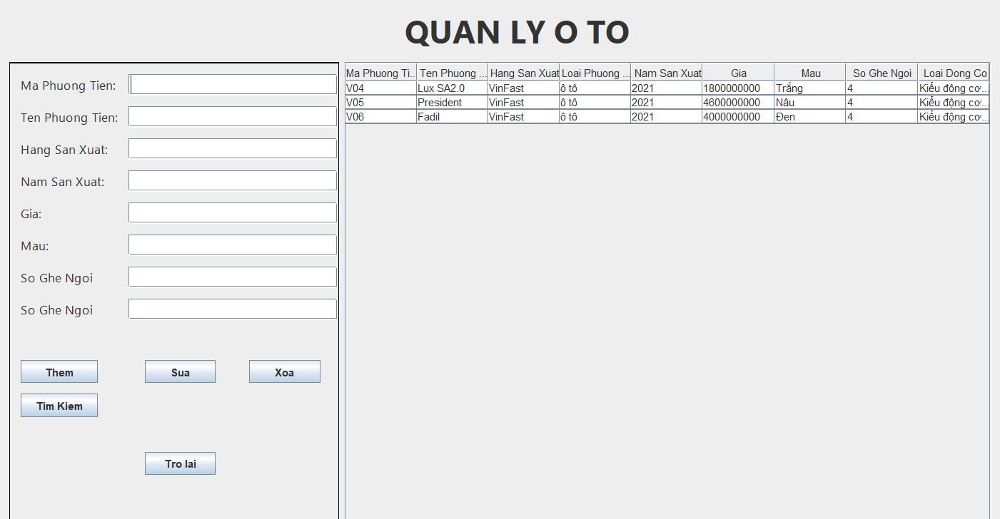 QUAN LY O TO
Ma Phuong Tien:
Ten Phuong Tien:
Hang San Xuat:
Nam San Xuat:
Gia:
Mau:
So Ghe Ngoi
So Ghe Ngoi
Them Sua Xoa
Tim Kiem
Tro lai
Ma Phuong Ti... Ten Phuong ... Hang San Xuat Loai Phuong ... Nam San Xuat Gia Mau So Ghe Ngoi Loai Dong Co
V04 Lux SA2.0 VinFast ô tô 2021 1800000000 Trắng 4 Kiểu động cơ...
V05 President VinFast ô tô 2021 4600000000 Nâu 4 Kiểu động cơ...
V06 Fadil VinFast ô tô 2021 4000000000 Đen 4 Kiểu động cơ...